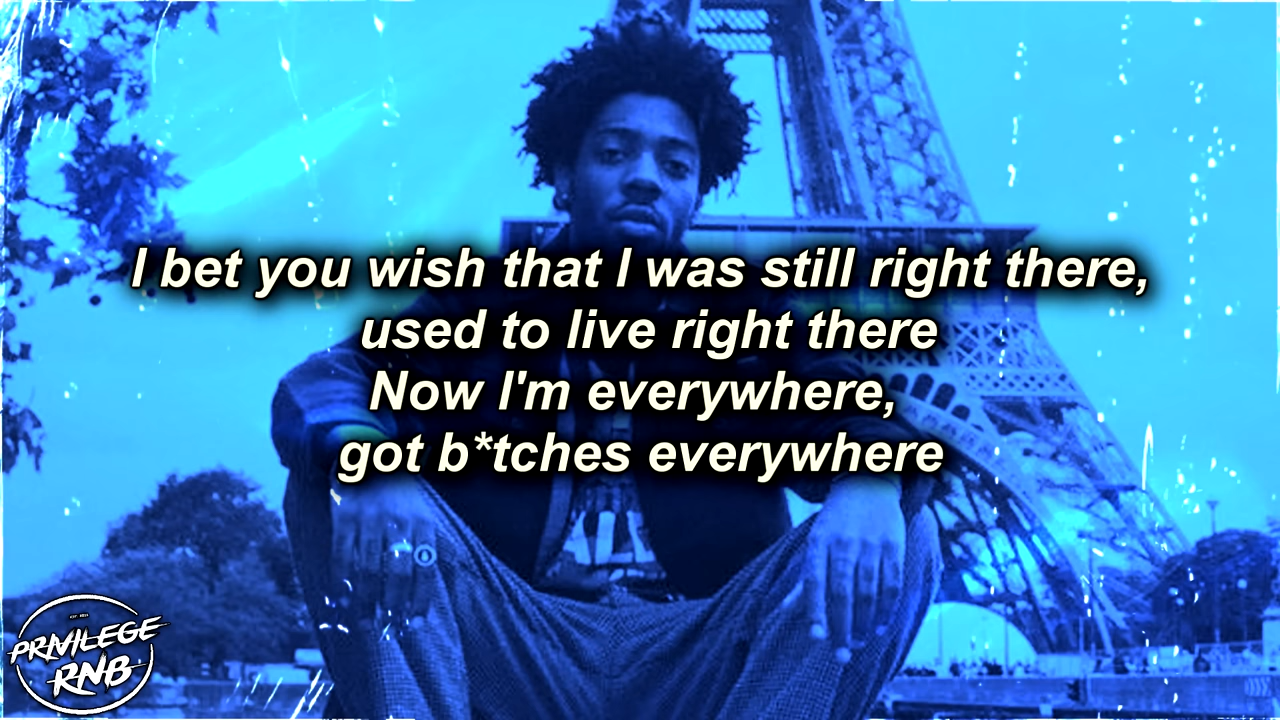 I bet you wish that I was still right there,
used to live right there
Now I'm everywhere,
got b*tches everywhere
PRIVILEGE
RNB